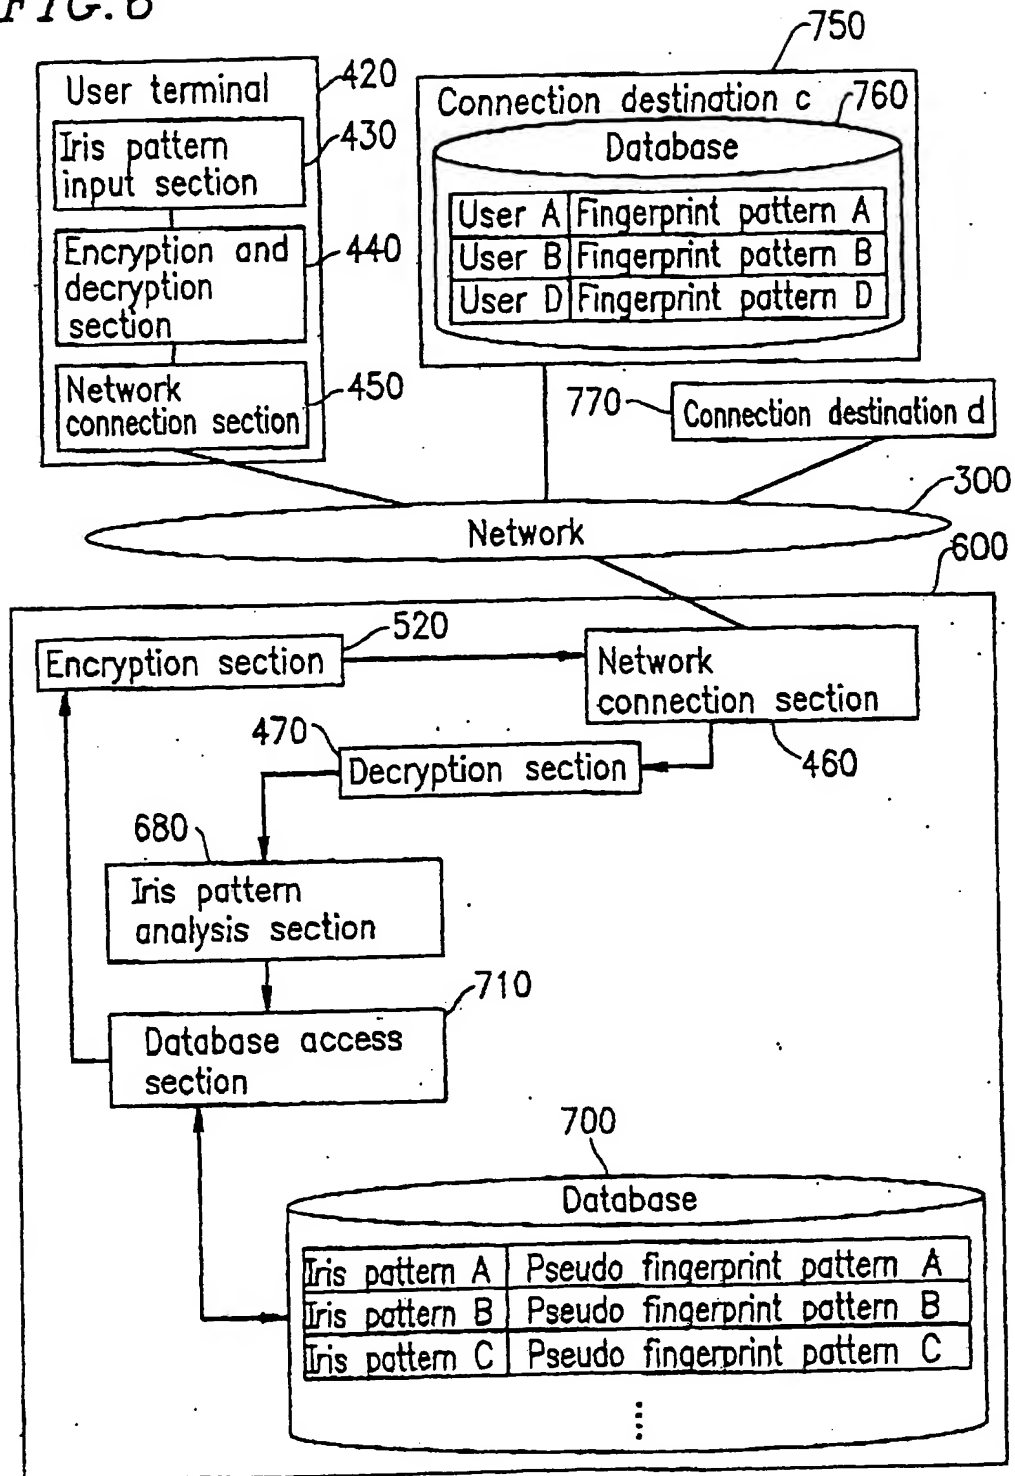 FIG. 6
750
User terminal
420
Connection destination c
760
Iris pattern
input section
430
Database
User A Fingerprint pattern A
User B Fingerprint pattern B
User D Fingerprint pattern D
Encryption and
decryption
section
440
Network
connection section
450
770
Connection destination d
300
Network
600
520
Encryption section
Network
connection section
470
Decryption section
460
680
Iris pattern
analysis section
710
Database access
section
700
Database
Iris pattern A Pseudo fingerprint pattern A
Iris pattern B Pseudo fingerprint pattern B
Iris pattern C Pseudo fingerprint pattern C